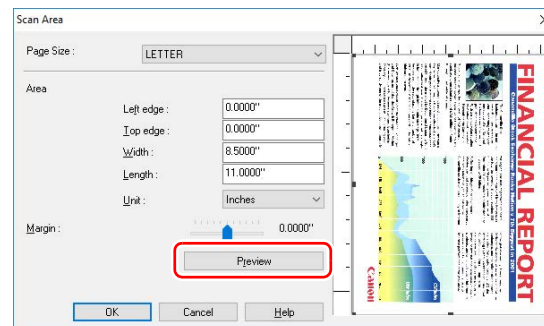 Scan Area
Page Size :
LETTER
Area
Left edge :
0.0000"
Top edge :
0.0000"
Width :
8.5000"
Length :
11.0000"
Unit :
Inches
Margin :
0.0000"
Preview
OK
Cancel
Help
FINANCIAL REPORT
Canon